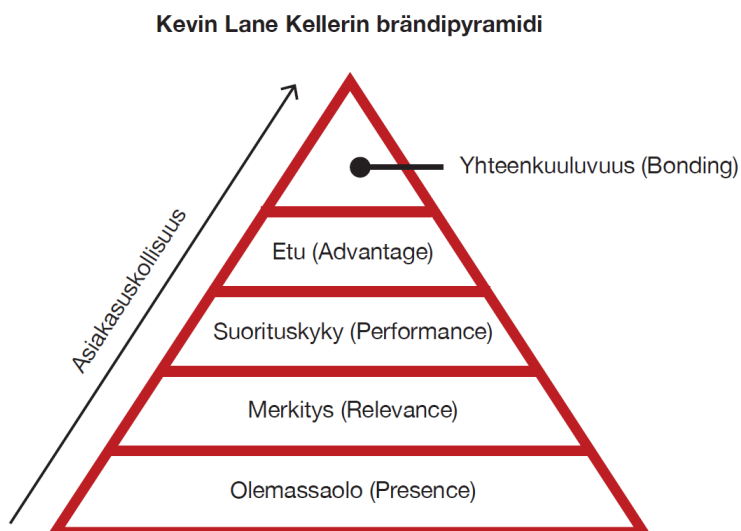 Kevin Lane Kellerin brändipyramidi
Yhteenkuuluvuus (Bonding)
Etu (Advantage)
Asiakasuskollisuus
Suorituskyky (Performance)
Merkitys (Relevance)
Olemassaolo (Presence)